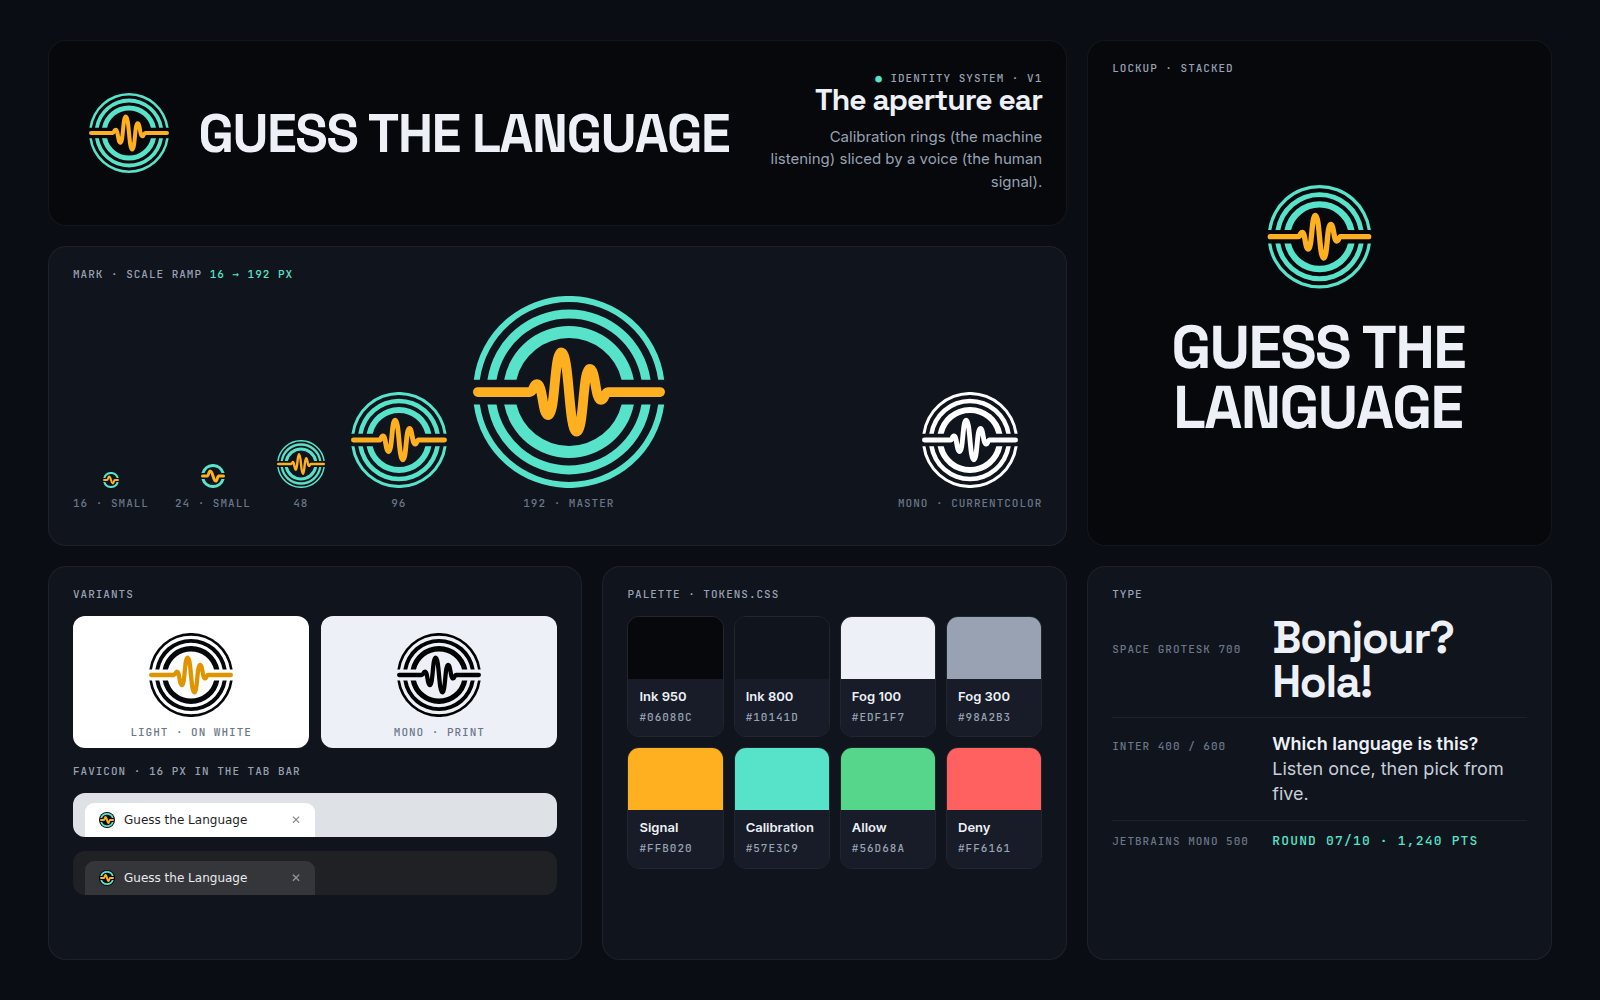 GUESS THE LANGUAGE
● IDENTITY SYSTEM · V1
The aperture ear
Calibration rings (the machine
listening) sliced by a voice (the human
signal).
LOCKUP · STACKED
GUESS THE
LANGUAGE
MARK · SCALE RAMP 16 → 192 PX
16 · SMALL
24 · SMALL
48
96
192 · MASTER
MONO · CURRENTCOLOR
VARIANTS
LIGHT · ON WHITE
MONO · PRINT
FAVICON · 16 PX IN THE TAB BAR
Guess the Language ×
Guess the Language ×
PALETTE · TOKENS.CSS
Ink 950
#06080C
Ink 800
#10141D
Fog 100
#EDF1F7
Fog 300
#98A2B3
Signal
#FFB020
Calibration
#57E3C9
Allow
#56D68A
Deny
#FF6161
TYPE
SPACE GROTESK 700
Bonjour?
Hola!
INTER 400 / 600
Which language is this?
Listen once, then pick from
five.
JETBRAINS MONO 500
ROUND 07/10 · 1,240 PTS